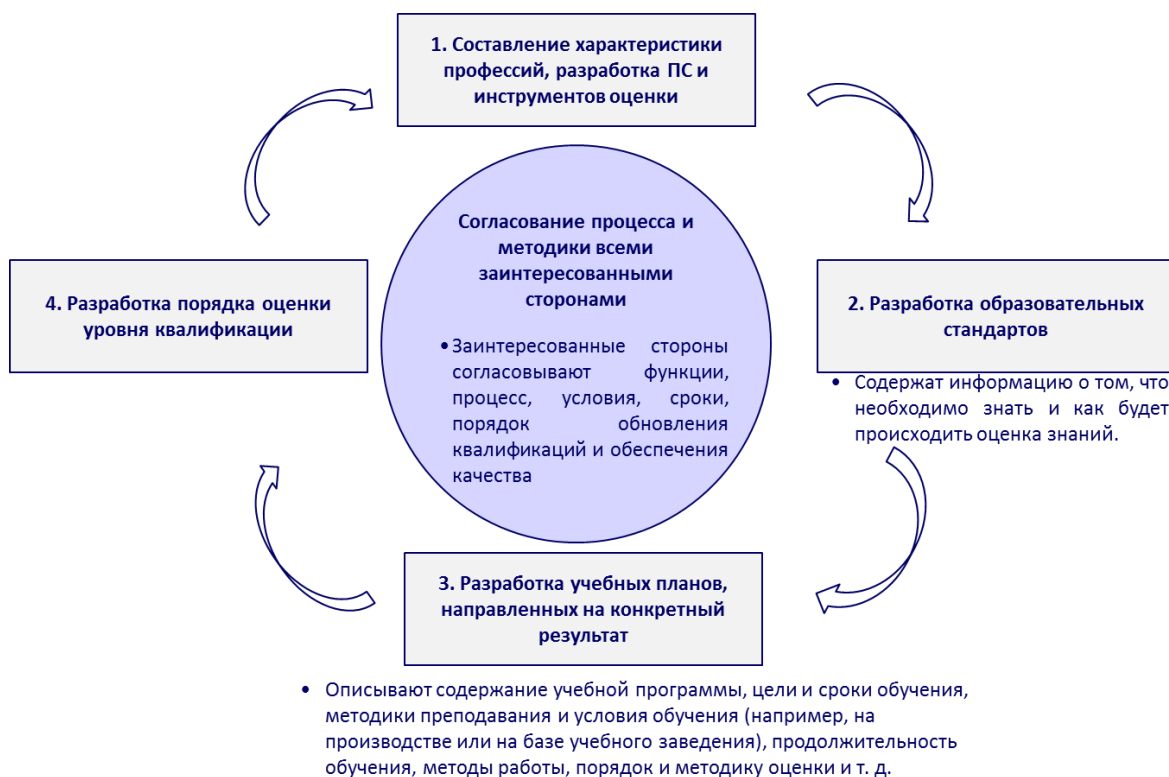 1. Составление характеристики
профессий, разработка ПС и
инструментов оценки
Согласование процесса и
методики всеми
заинтересованными
сторонами
• Заинтересованные стороны
согласовывают функции,
процесс, условия, сроки,
порядок обновления
квалификаций и обеспечения
качества
4. Разработка порядка оценки
уровня квалификации
2. Разработка образовательных
стандартов
• Содержат информацию о том, что
необходимо знать и как будет
происходить оценка знаний.
3. Разработка учебных планов,
направленных на конкретный
результат
• Описывают содержание учебной программы, цели и сроки обучения,
методики преподавания и условия обучения (например, на
производстве или на базе учебного заведения), продолжительность
обучения, методы работы, порядок и методику оценки и т. д.